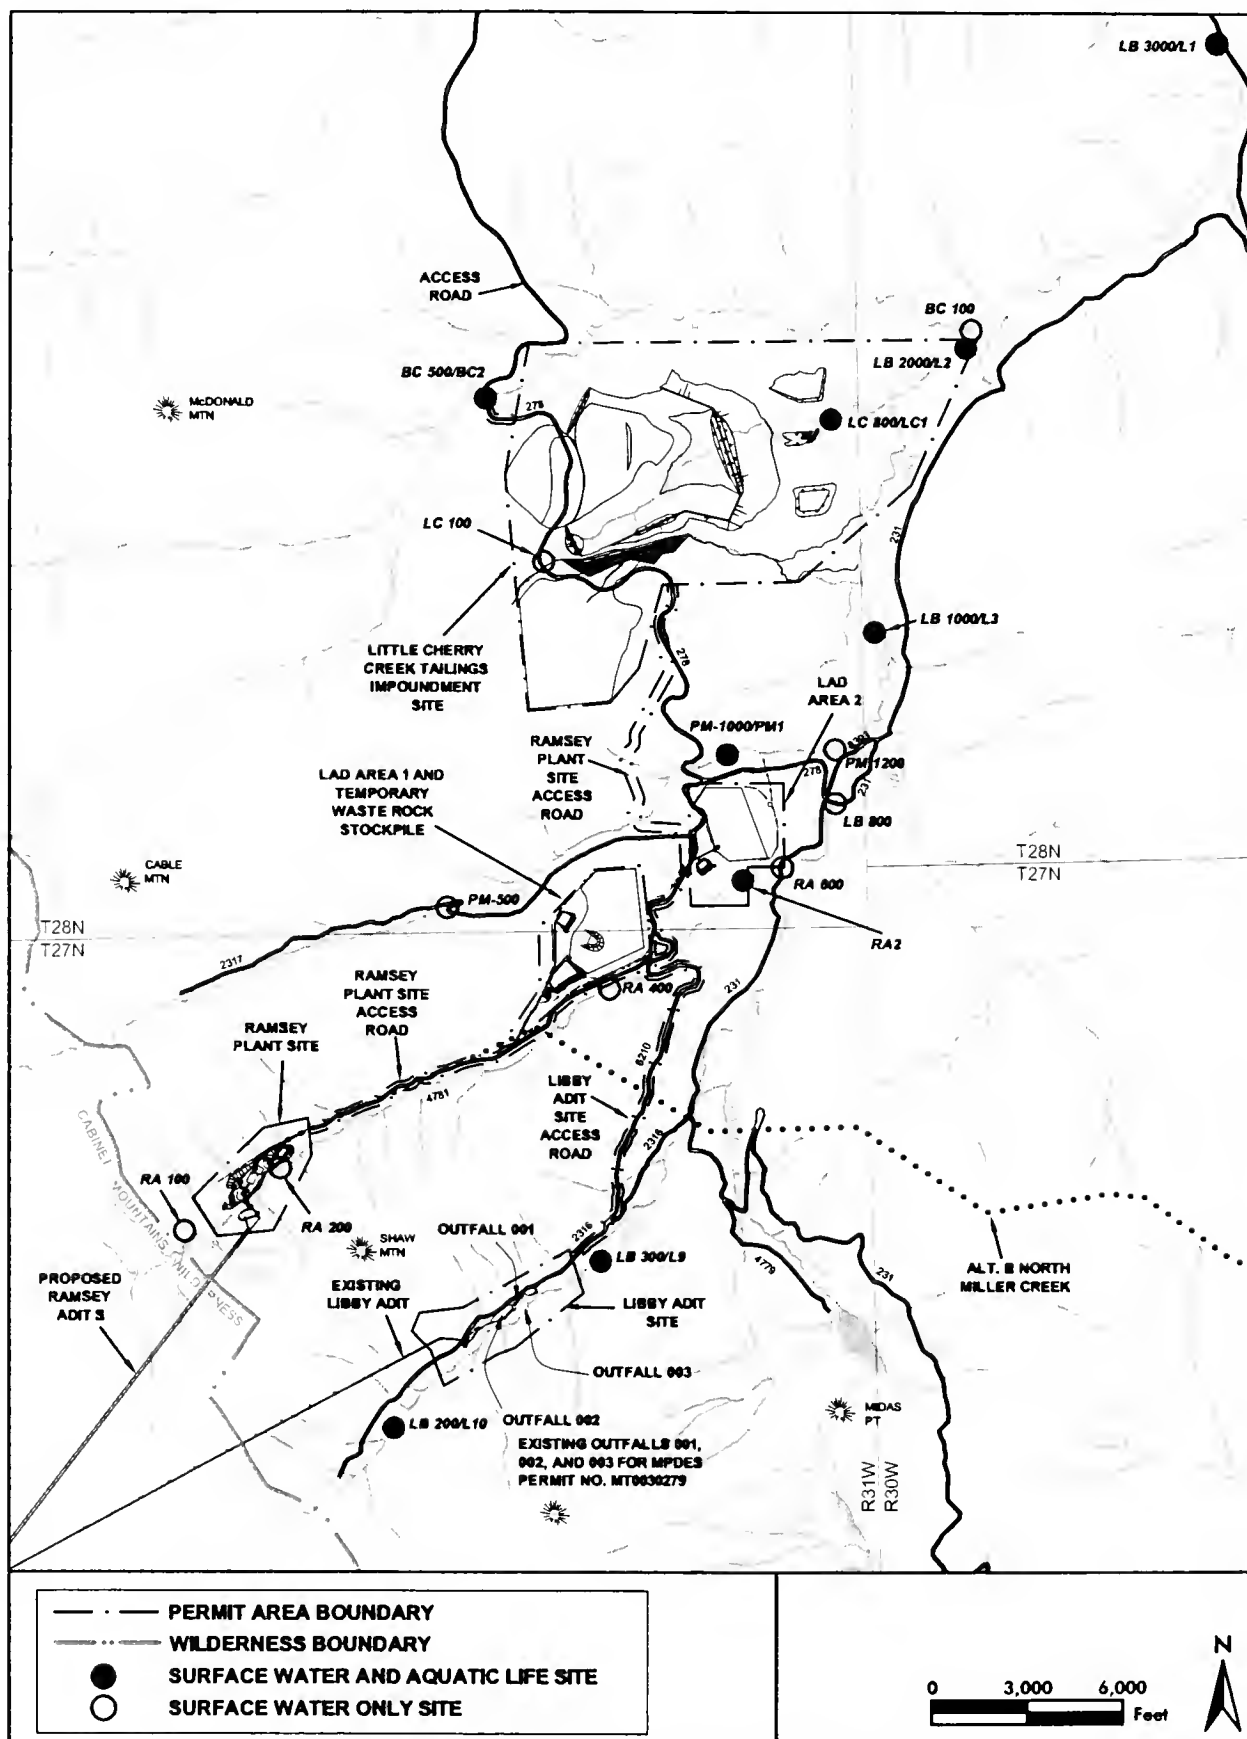 LB 3000/L1
ACCESS
ROAD
BC 100
LB 2000/L2
BC 500/BC2
278
McDONALD
MTN
LC 800/LC1
LC 100
231
LB 1000/L3
LITTLE CHERRY
CREEK TAILINGS
IMPOUNDMENT
SITE
278
LAD
AREA 2
PM-1000/PM1
RAMSEY
PLANT
SITE
ACCESS
ROAD
278
PM 1200
231
LB 800
LAD AREA 1 AND
TEMPORARY
WASTE ROCK
STOCKPILE
T28N
T27N
CABLE
MTN
RA 600
PM-500
RA2
T28N
T27N
2317
RAMSEY
PLANT SITE
ACCESS
ROAD
RA 400
231
RAMSEY
PLANT SITE
4781
6210
LIBBY
ADIT
SITE
ACCESS
ROAD
2316
CABINET MOUNTAINS WILDERNESS
RA 100
RA 200
OUTFALL 001
2316
SHAW
MTN
LB 300/L9
4779
231
ALT. B NORTH
MILLER CREEK
PROPOSED
RAMSEY
ADIT S
EXISTING
LIBBY ADIT
LIBBY ADIT
SITE
OUTFALL 003
MIDAS
PT
LB 200/L10
OUTFALL 002
EXISTING OUTFALLS 001,
002, AND 003 FOR MPDES
PERMIT NO. MT0030279
R31W
R30W
PERMIT AREA BOUNDARY
WILDERNESS BOUNDARY
SURFACE WATER AND AQUATIC LIFE SITE
SURFACE WATER ONLY SITE
N
0 3,000 6,000
Feet